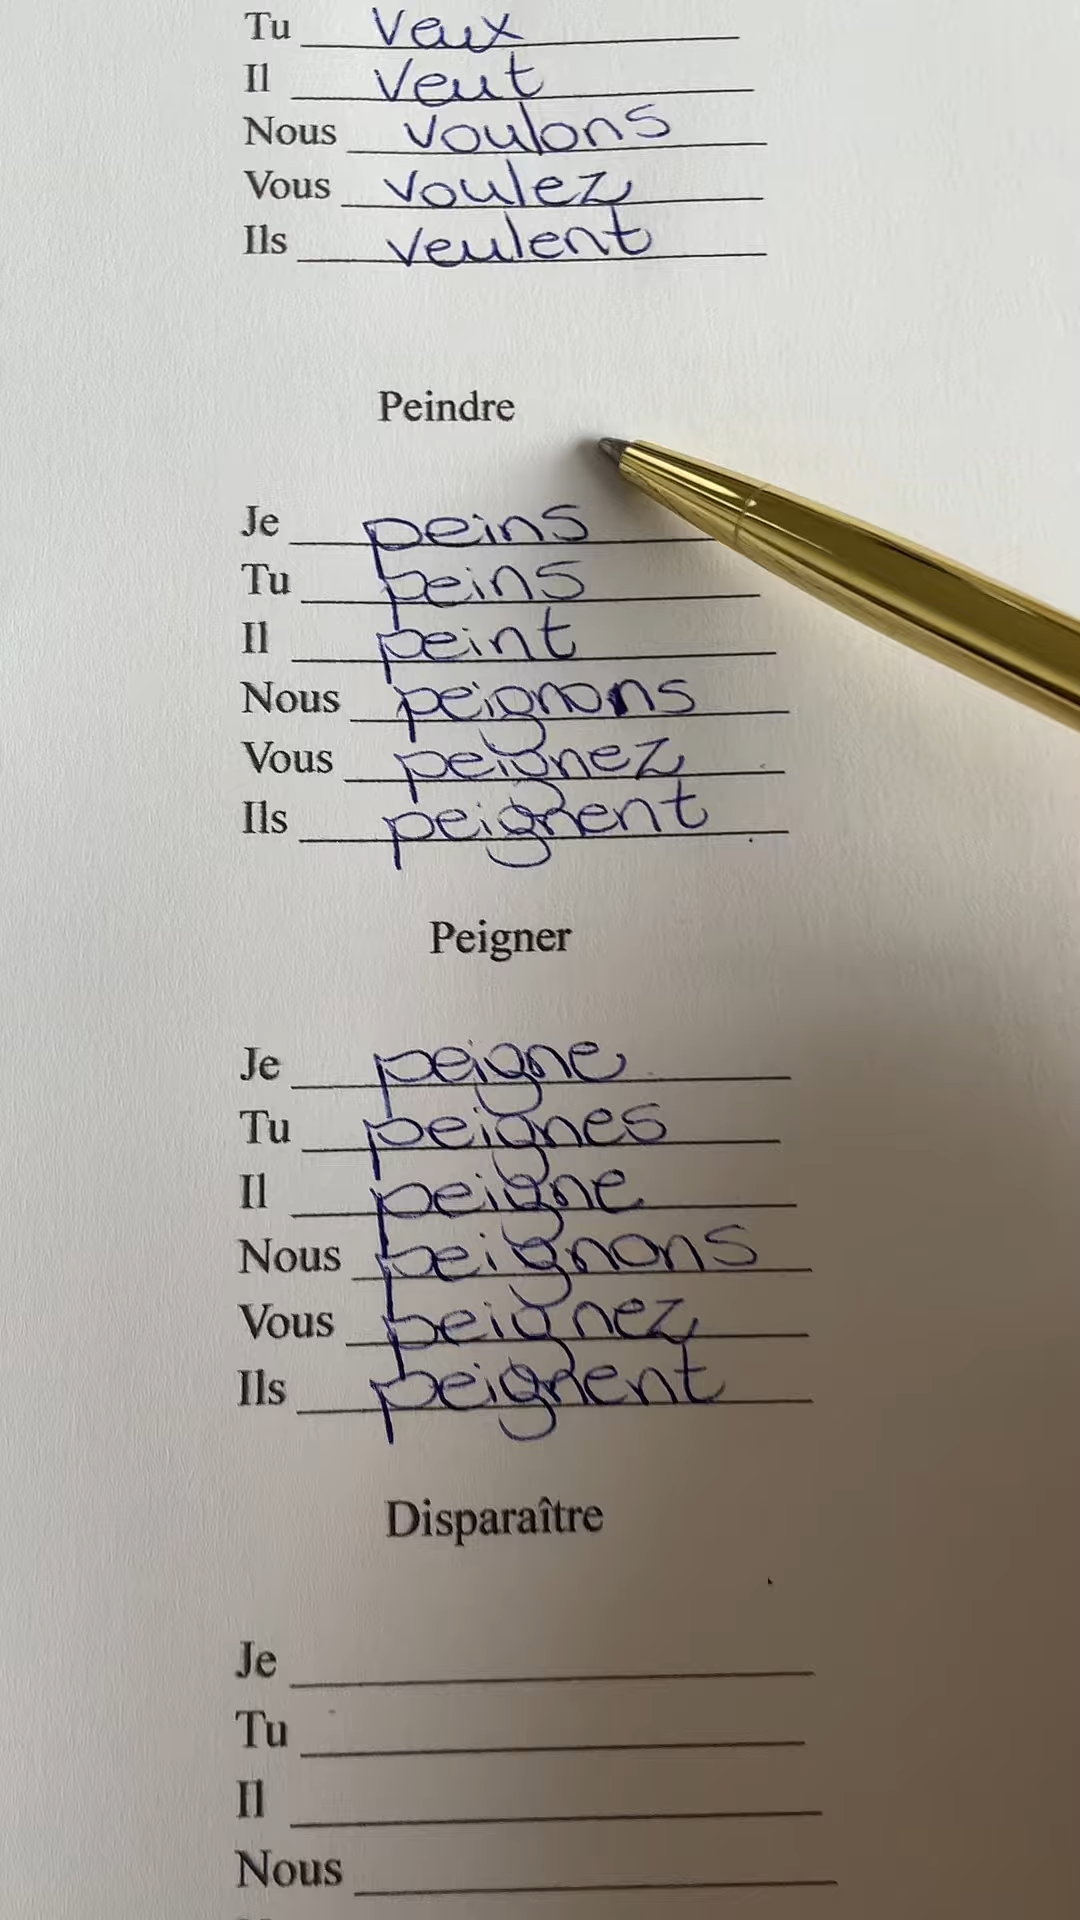 Tu veux
Il veut
Nous voulons
Vous voulez
Ils veulent
Peindre
Je peins
Tu peins
Il peint
Nous peignons
Vous peignez
Ils peignent
Peigner
Je peigne
Tu peignes
Il peigne
Nous peignons
Vous peignez
Ils peignent
Disparaître
Je
Tu
Il
Nous